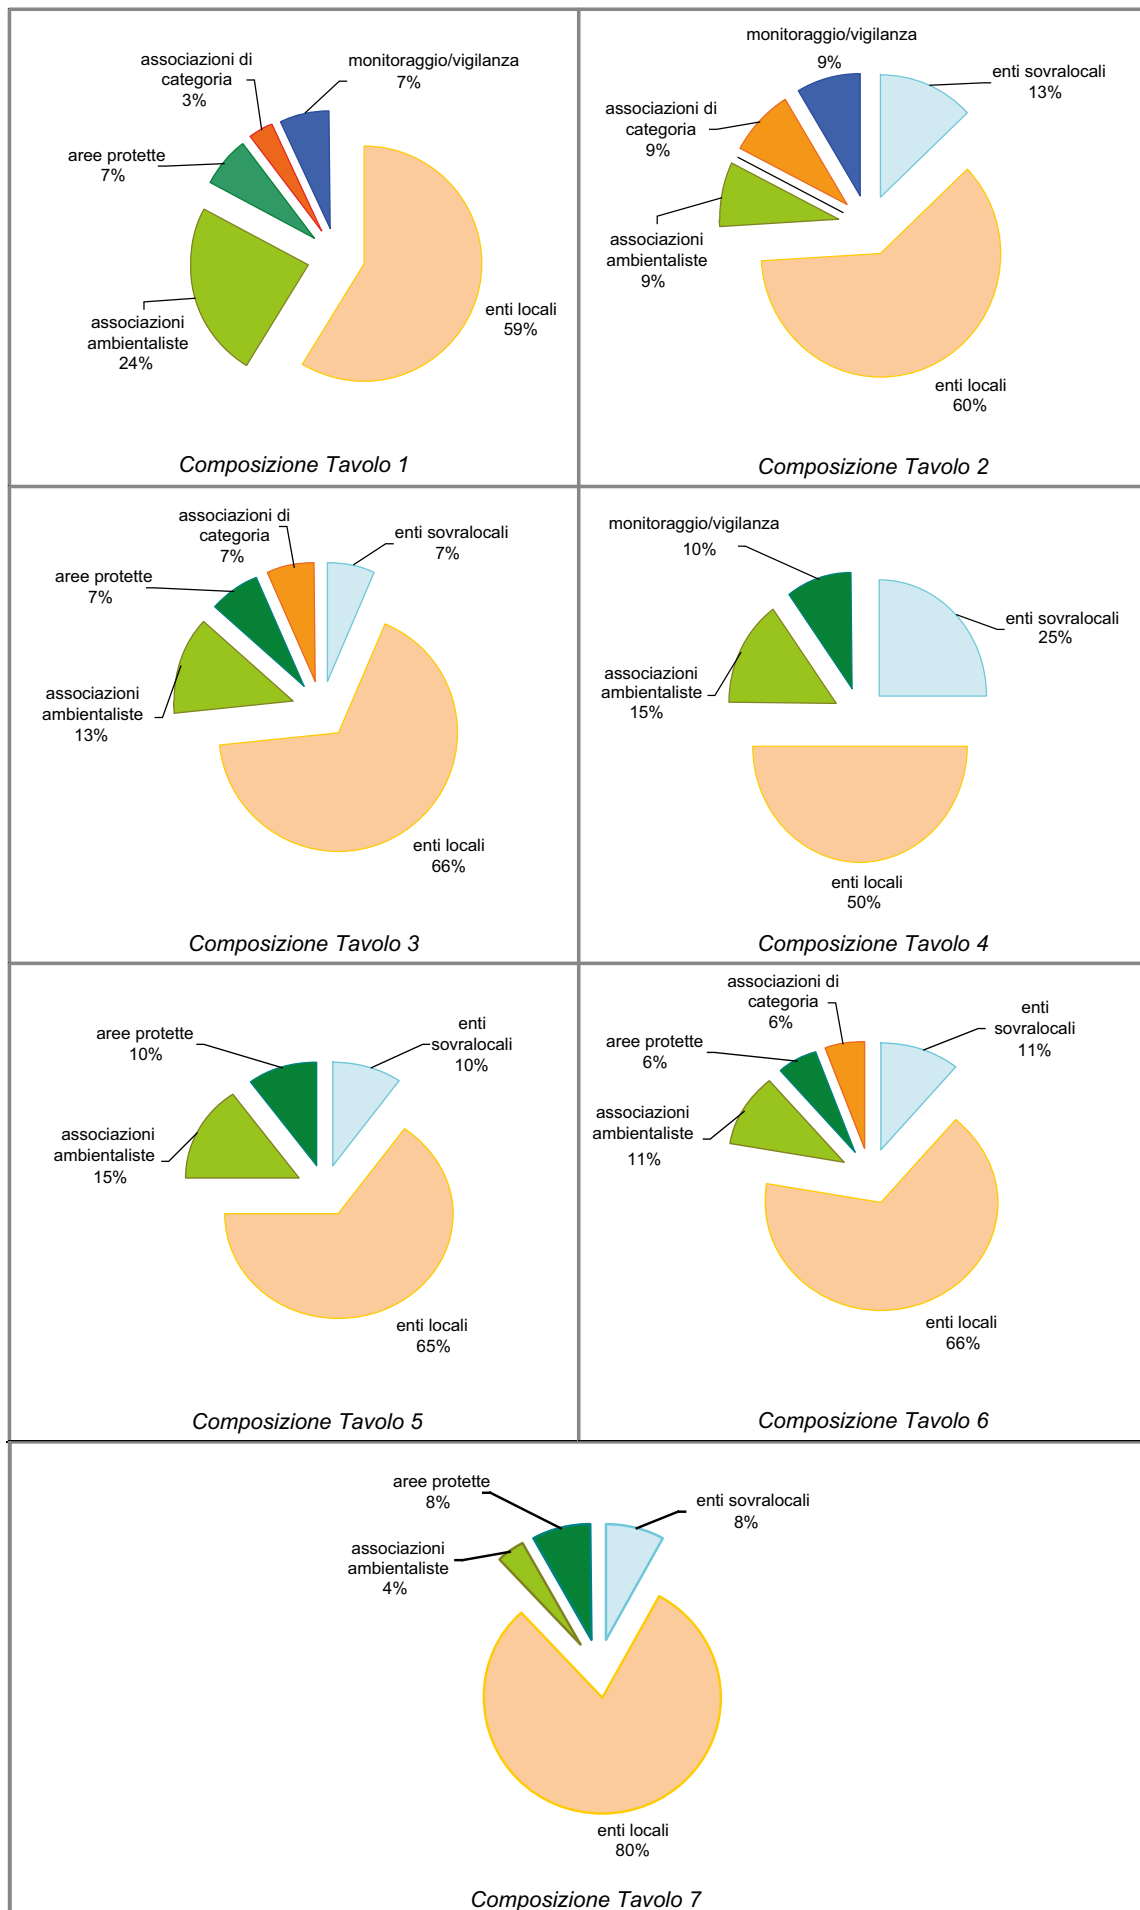 associazioni di
categoria
3%
monitoraggio/vigilanza
7%
aree protette
7%
associazioni
ambientaliste
24%
enti locali
59%
Composizione Tavolo 1
monitoraggio/vigilanza
9%
enti sovralocali
13%
associazioni di
categoria
9%
associazioni
ambientaliste
9%
enti locali
60%
Composizione Tavolo 2
associazioni di
categoria
7%
enti sovralocali
7%
aree protette
7%
associazioni
ambientaliste
13%
enti locali
66%
Composizione Tavolo 3
monitoraggio/vigilanza
10%
enti sovralocali
25%
associazioni
ambientaliste
15%
enti locali
50%
Composizione Tavolo 4
aree protette
10%
enti
sovralocali
10%
associazioni
ambientaliste
15%
enti locali
65%
Composizione Tavolo 5
associazioni di
categoria
6%
enti
sovralocali
11%
aree protette
6%
associazioni
ambientaliste
11%
enti locali
66%
Composizione Tavolo 6
aree protette
8%
enti sovralocali
8%
associazioni
ambientaliste
4%
enti locali
80%
Composizione Tavolo 7